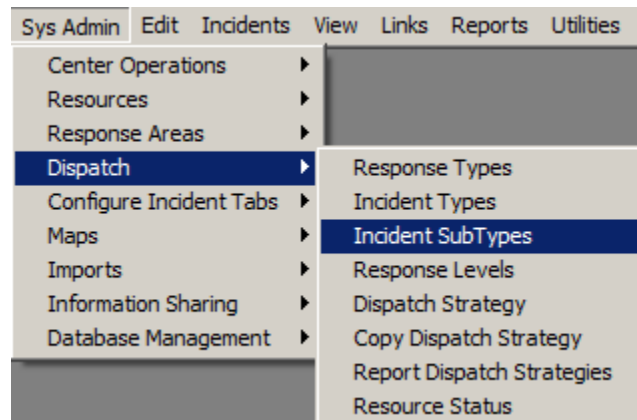 Sys Admin Edit Incidents View Links Reports Utilities
Center Operations
Resources
Response Areas
Dispatch
Configure Incident Tabs
Maps
Imports
Information Sharing
Database Management
Response Types
Incident Types
Incident SubTypes
Response Levels
Dispatch Strategy
Copy Dispatch Strategy
Report Dispatch Strategies
Resource Status